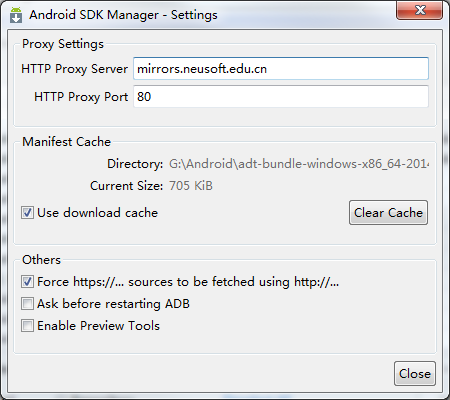 Android SDK Manager - Settings
Proxy Settings
HTTP Proxy Server mirrors.neusoft.edu.cn
HTTP Proxy Port 80
Manifest Cache
Directory: G:\Android\adt-bundle-windows-x86_64-2014
Current Size: 705 KiB
Use download cache Clear Cache
Others
Force https://... sources to be fetched using http://...
Ask before restarting ADB
Enable Preview Tools
Close